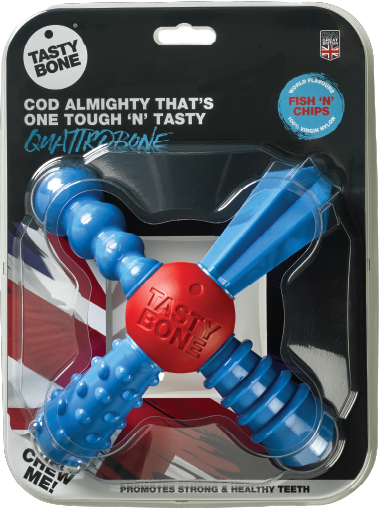 TASTY
BONE
COD ALMIGHTY THAT'S
ONE TOUGH 'N' TASTY
QUATTROBONE
WORLD FLAVOURS
FISH 'N'
CHIPS
100% VIRGIN NYLON
TASTY
BONE
CHEW
ME!
PROMOTES STRONG & HEALTHY TEETH